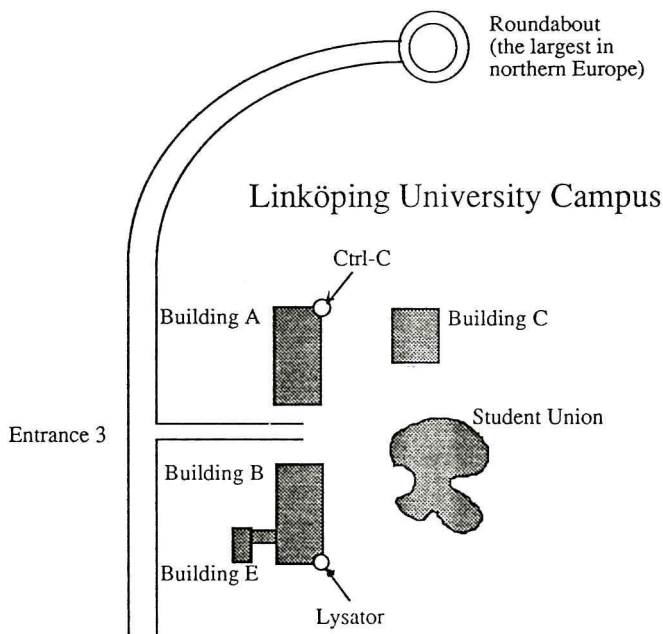 Roundabout
(the largest in
northern Europe)
Linköping University Campus
Ctrl-C
Building A
Building C
Entrance 3
Student Union
Building B
Building E
Lysator